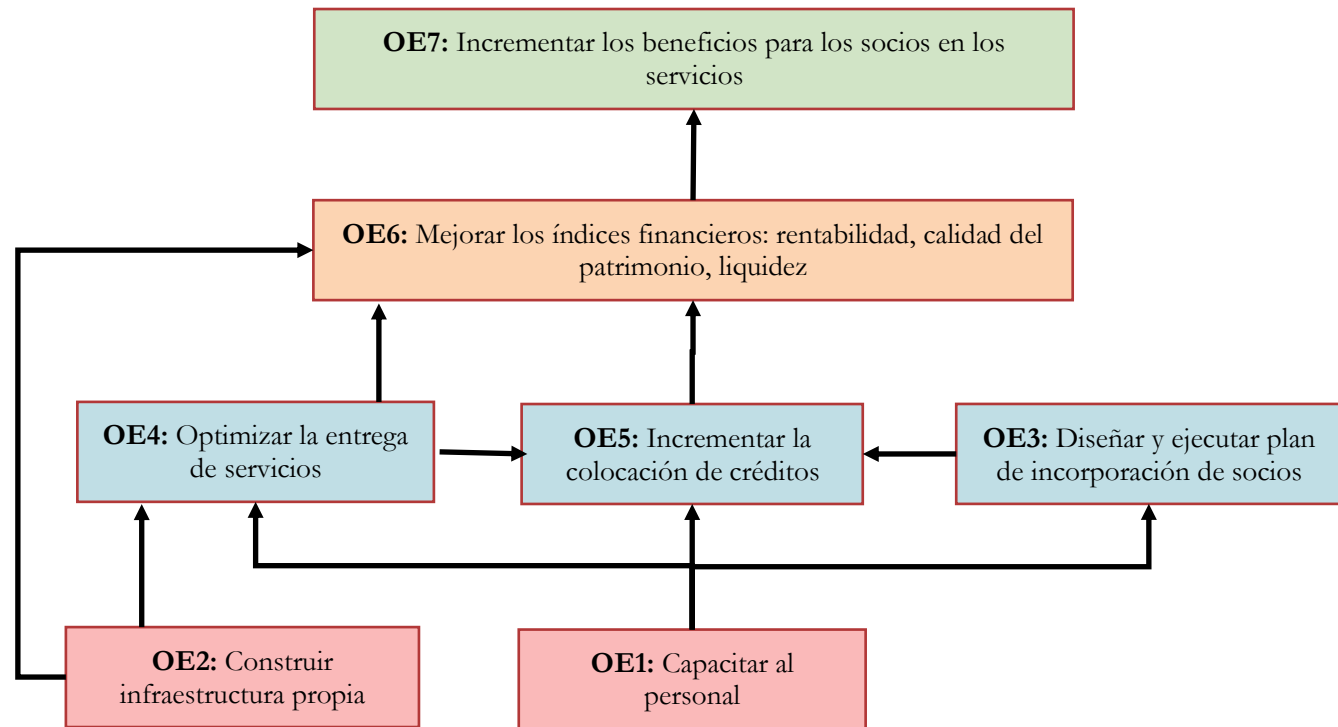 OE7: Incrementar los beneficios para los socios en los
servicios
OE6: Mejorar los índices financieros: rentabilidad, calidad del
patrimonio, liquidez
OE4: Optimizar la entrega
de servicios
OE5: Incrementar la
colocación de créditos
OE3: Diseñar y ejecutar plan
de incorporación de socios
OE2: Construir
infraestructura propia
OE1: Capacitar al
personal